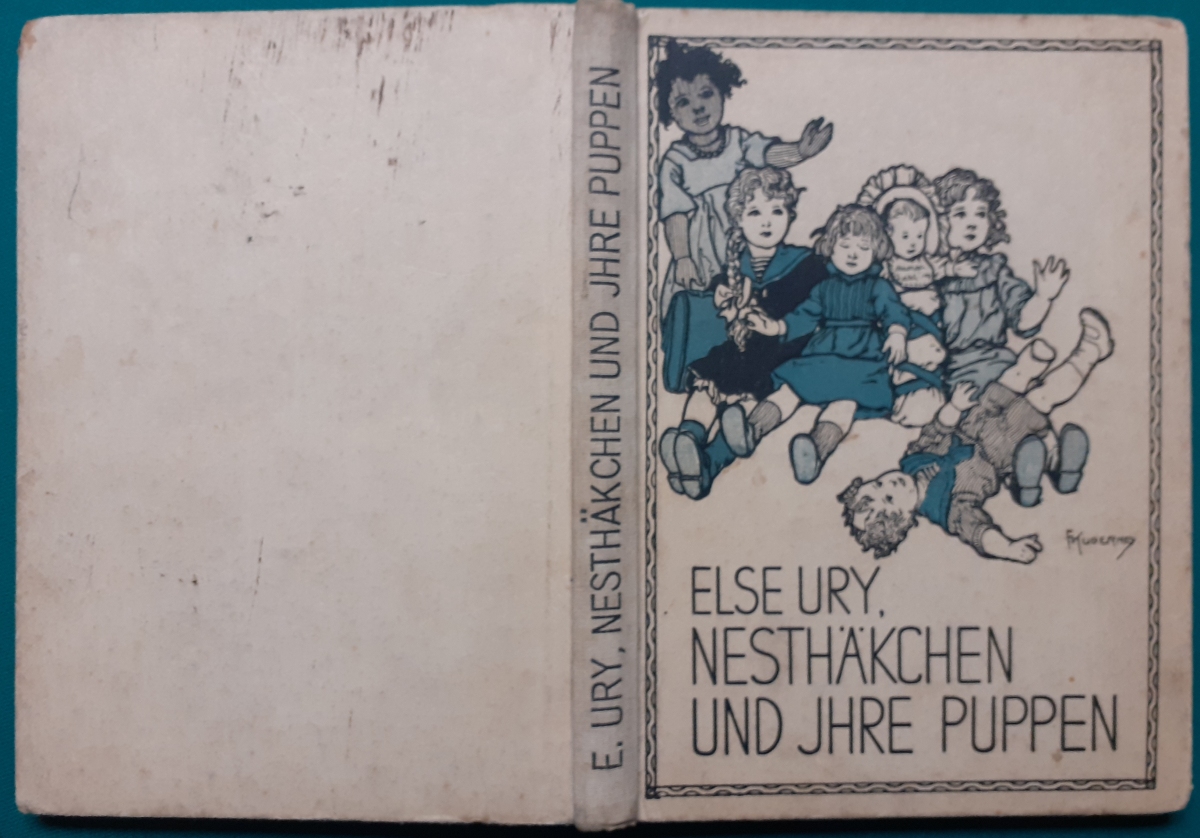 E. URY, NESTHÄKCHEN UND JHRE PUPPEN
ELSE URY,
NESTHÄKCHEN
UND JHRE PUPPEN